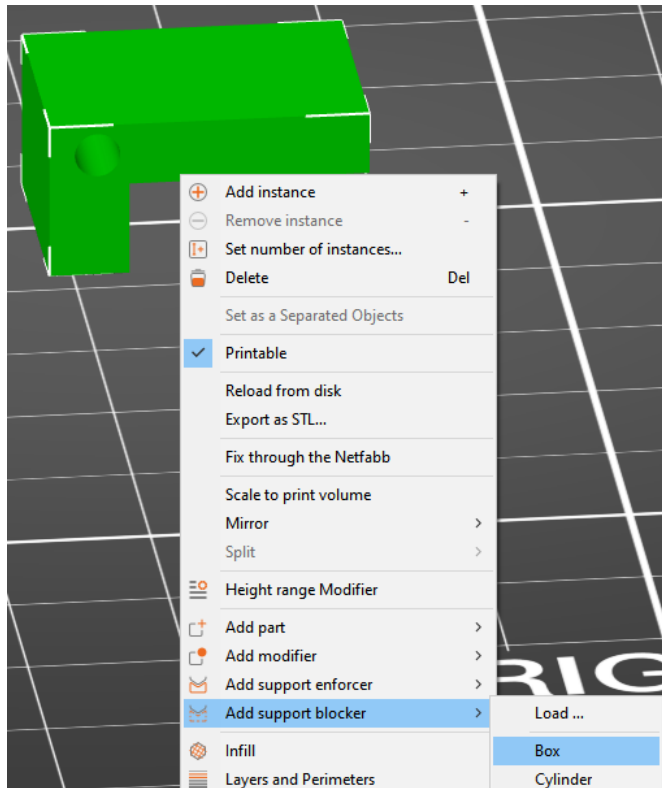 Add instance +
Remove instance -
Set number of instances...
Delete Del
Set as a Separated Objects
Printable
Reload from disk
Export as STL...
Fix through the Netfabb
Scale to print volume
Mirror
Split
Height range Modifier
Add part
Add modifier
Add support enforcer
Add support blocker
Load ...
Infill
Box
Layers and Perimeters
Cylinder
RIG